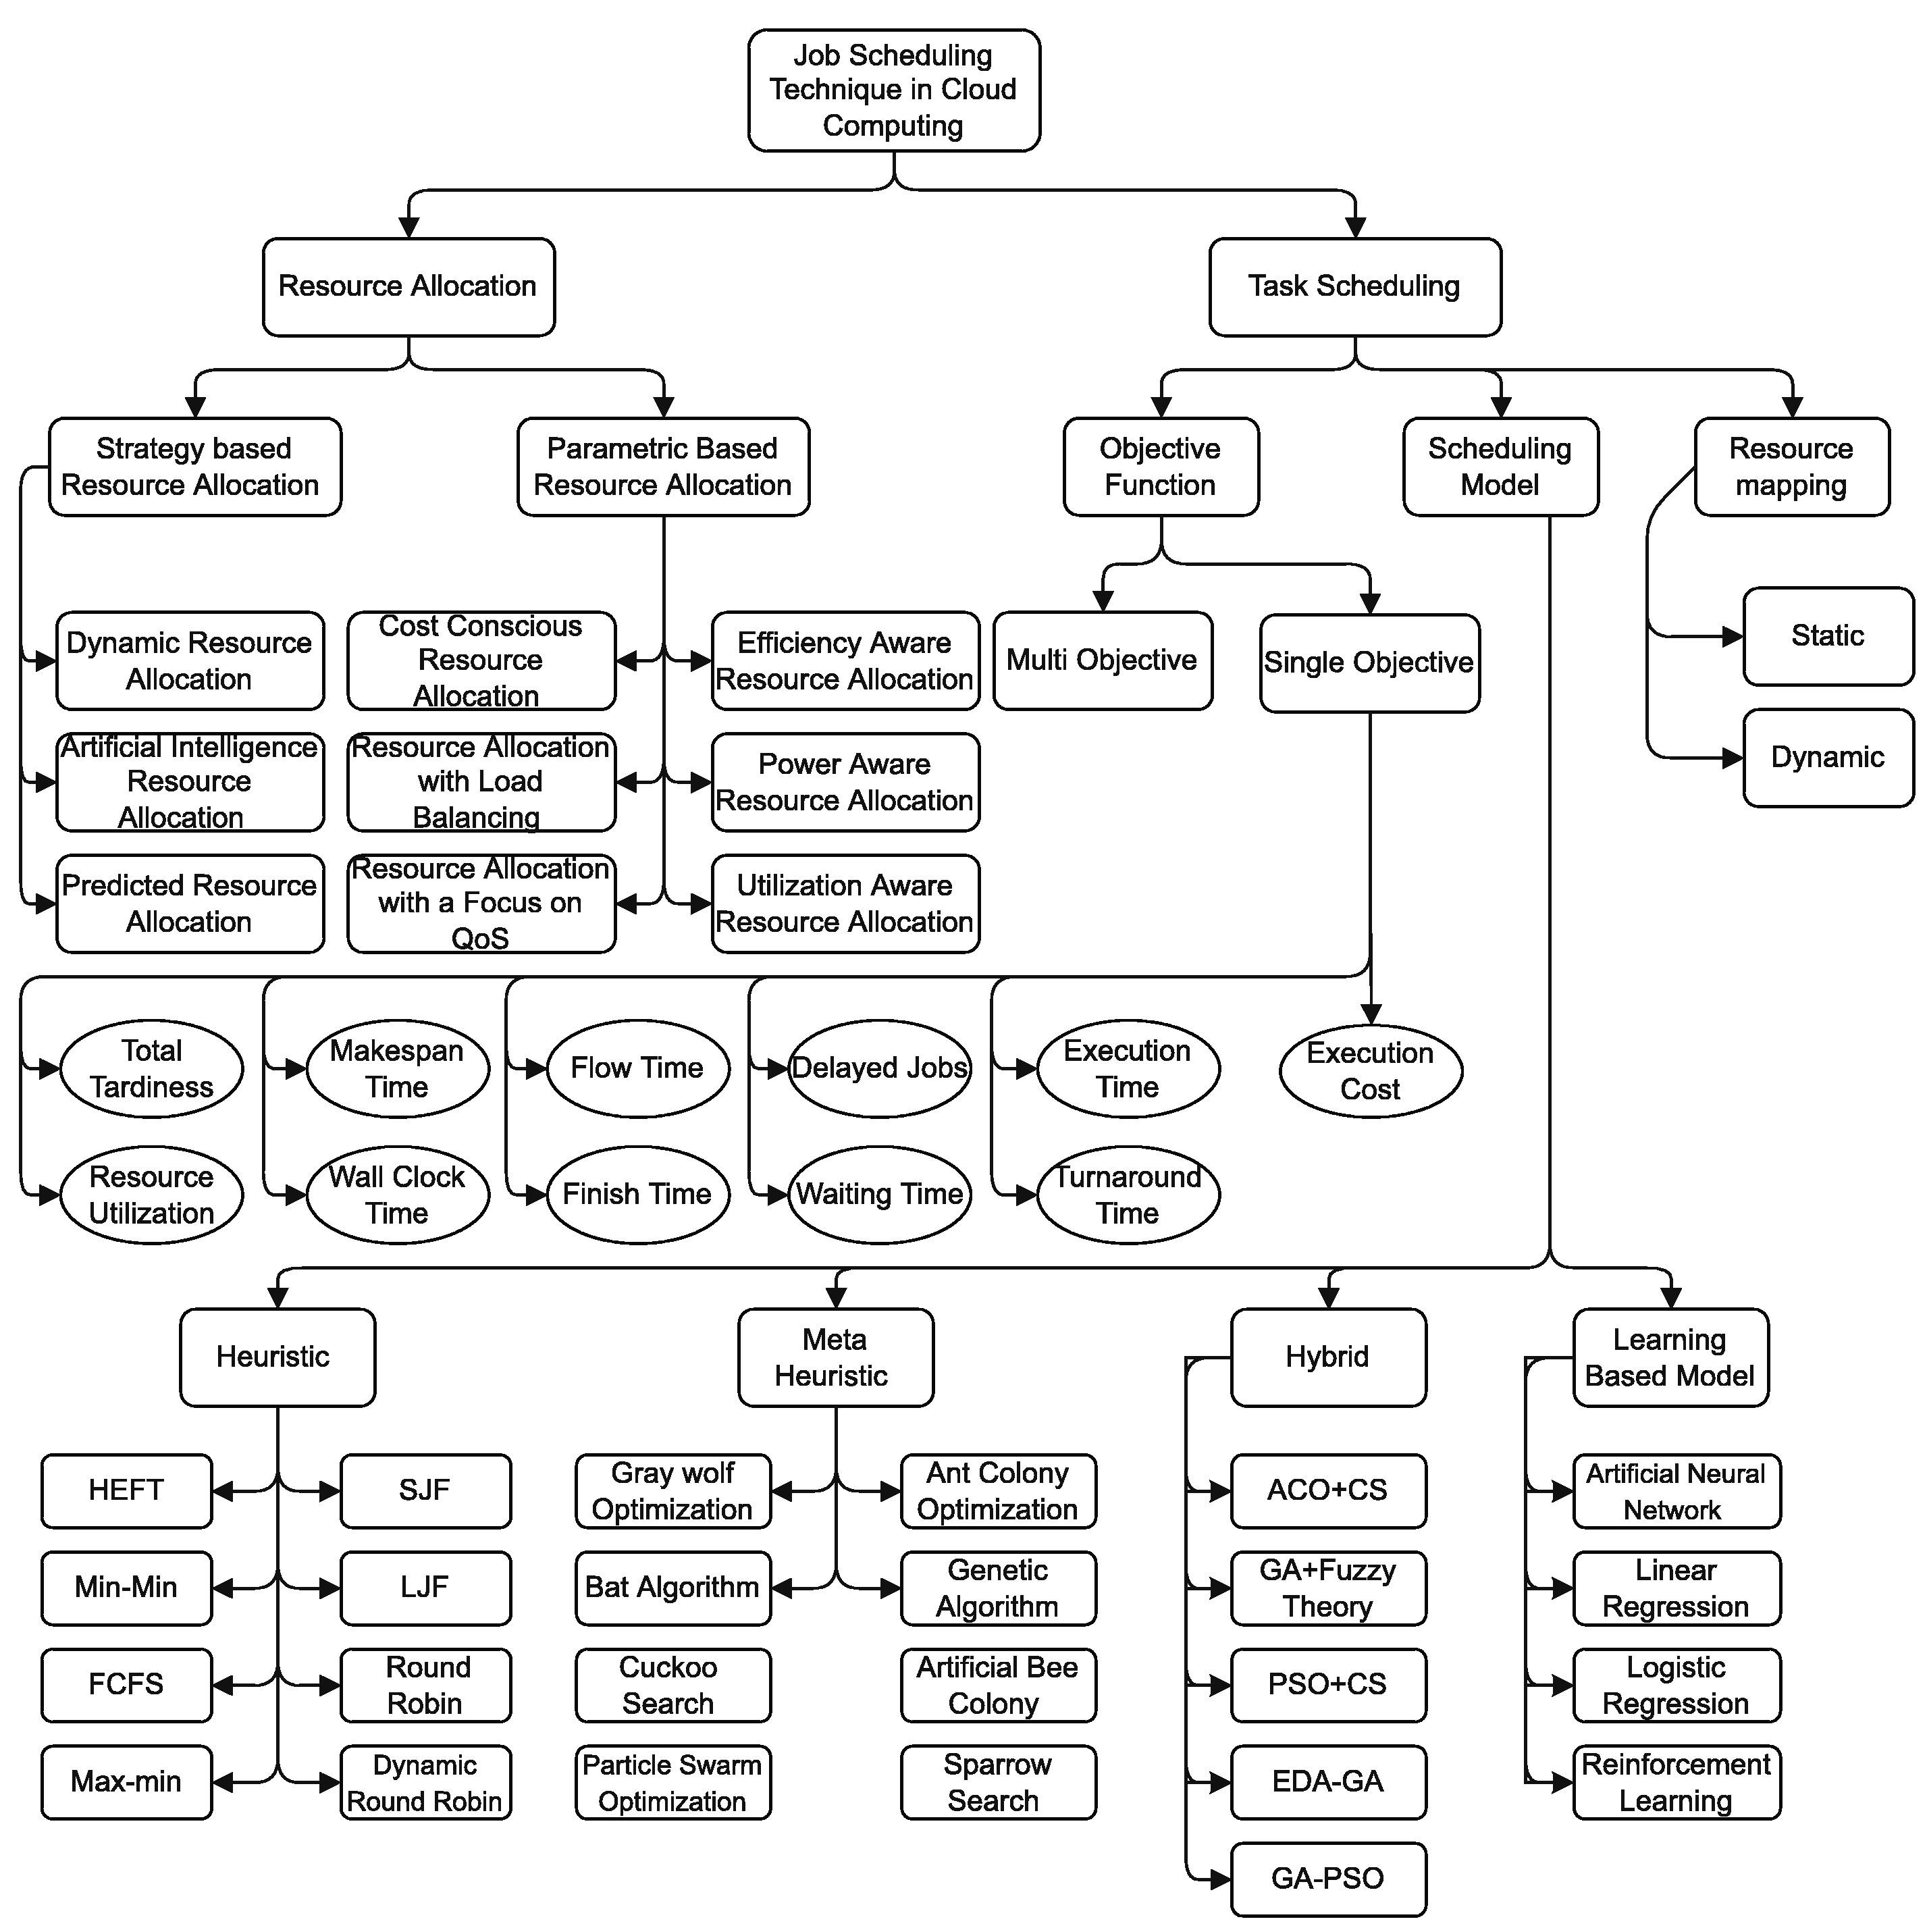 Job Scheduling
Technique in Cloud
Computing
Resource Allocation
Task Scheduling
Strategy based
Resource Allocation
Parametric Based
Resource Allocation
Objective
Function
Scheduling
Model
Resource
mapping
Dynamic Resource
Allocation
Cost Conscious
Resource
Allocation
Efficiency Aware
Resource Allocation
Multi Objective
Single Objective
Static
Artificial Intelligence
Resource
Allocation
Resource Allocation
with Load
Balancing
Power Aware
Resource Allocation
Dynamic
Predicted Resource
Allocation
Resource Allocation
with a Focus on
QoS
Utilization Aware
Resource Allocation
Total
Tardiness
Makespan
Time
Flow Time
Delayed Jobs
Execution
Time
Execution
Cost
Resource
Utilization
Wall Clock
Time
Finish Time
Waiting Time
Turnaround
Time
Heuristic
Meta
Heuristic
Hybrid
Learning
Based Model
HEFT
SJF
Gray wolf
Optimization
Ant Colony
Optimization
ACO+CS
Artificial Neural
Network
Min-Min
LJF
Bat Algorithm
Genetic
Algorithm
GA+Fuzzy
Theory
Linear
Regression
FCFS
Round
Robin
Cuckoo
Search
Artificial Bee
Colony
PSO+CS
Logistic
Regression
Max-min
Dynamic
Round Robin
Particle Swarm
Optimization
Sparrow
Search
EDA-GA
Reinforcement
Learning
GA-PSO